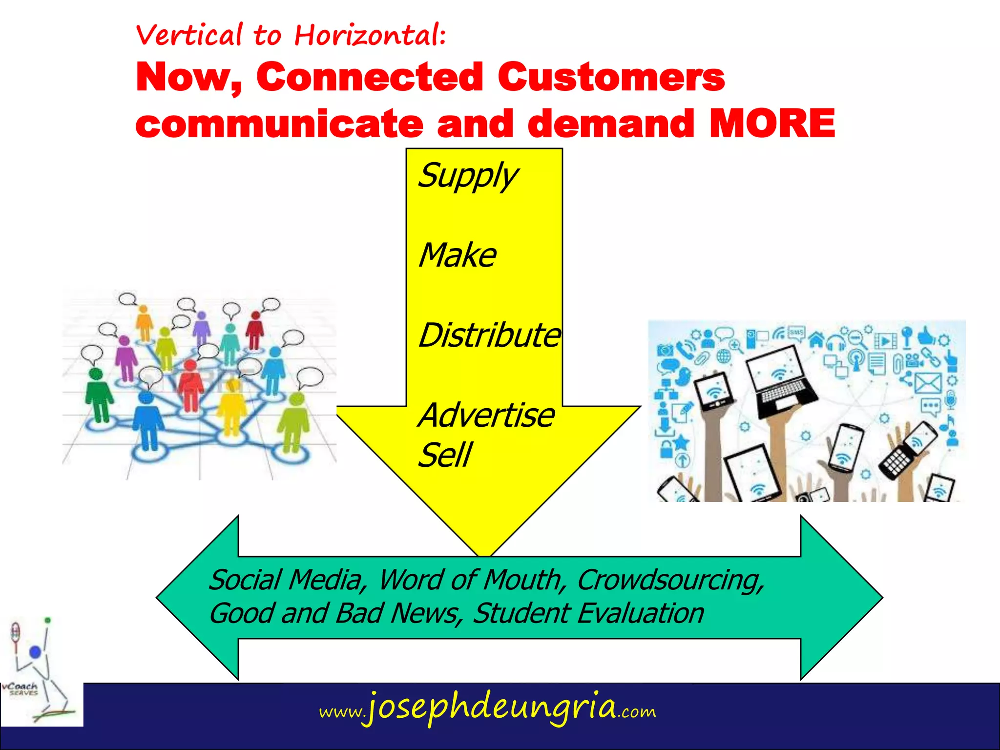 Vertical to Horizontal:
Now, Connected Customers
communicate and demand MORE
Supply
Make
Distribute
Advertise
Sell
SMS
Social Media, Word of Mouth, Crowdsourcing,
Good and Bad News, Student Evaluation
vCoach
SERVES
www.josephdeungria.com